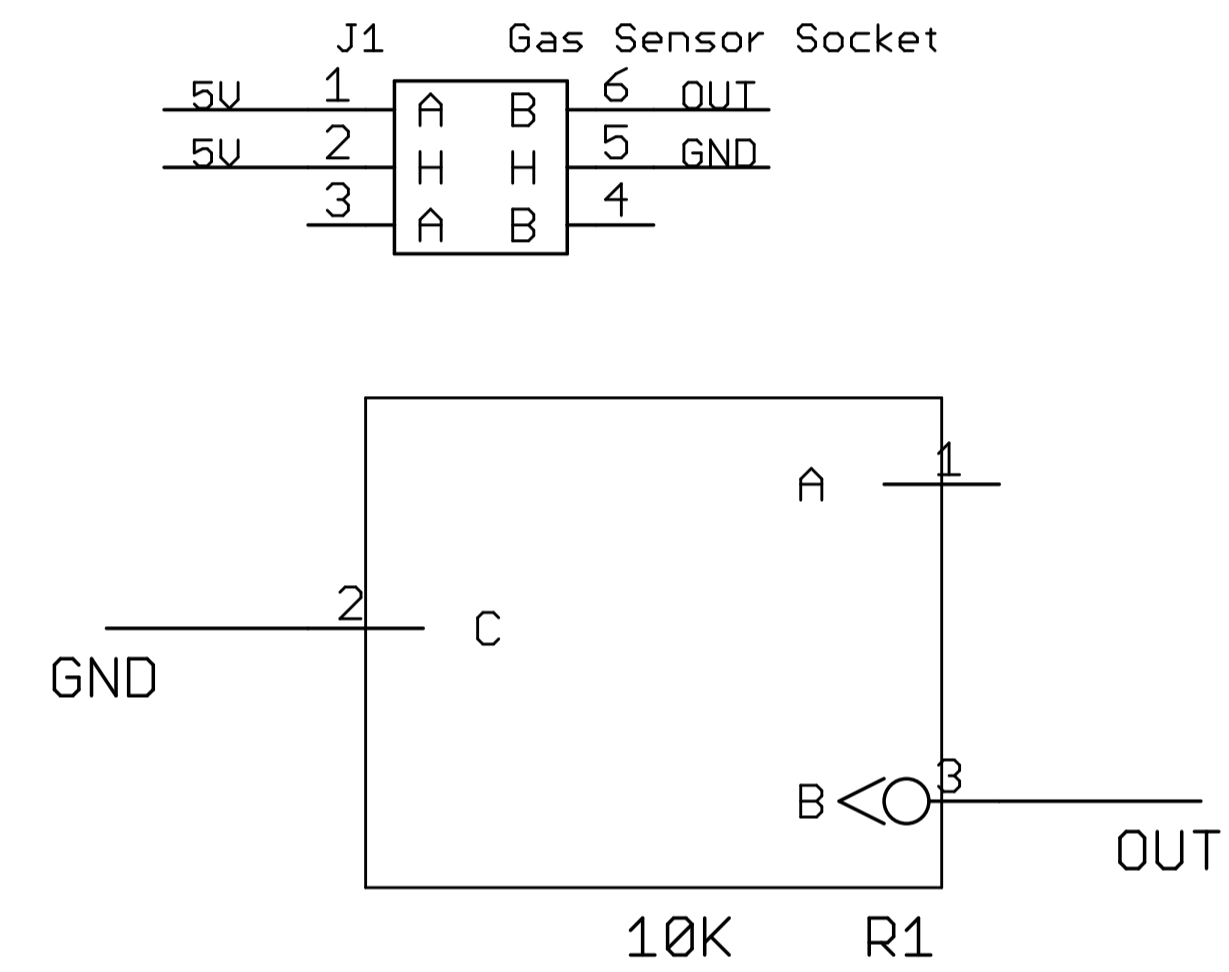 J1 Gas Sensor Socket
5V 1 A B 6 OUT
5V 2 H H 5 GND
3 A B 4
A 1
2 C
GND
B 3
OUT
10K R1